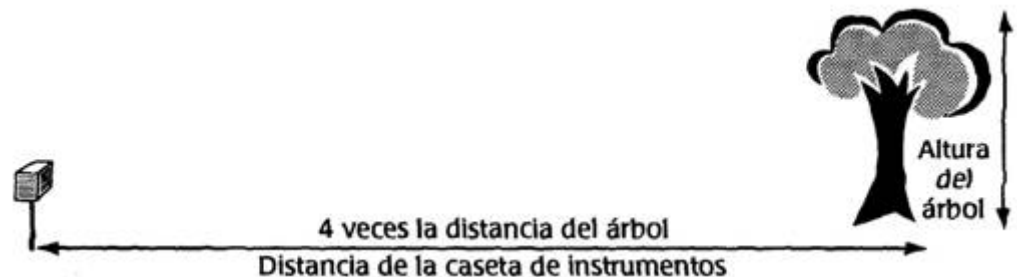 Altura
del
árbol
4 veces la distancia del árbol
Distancia de la caseta de instrumentos